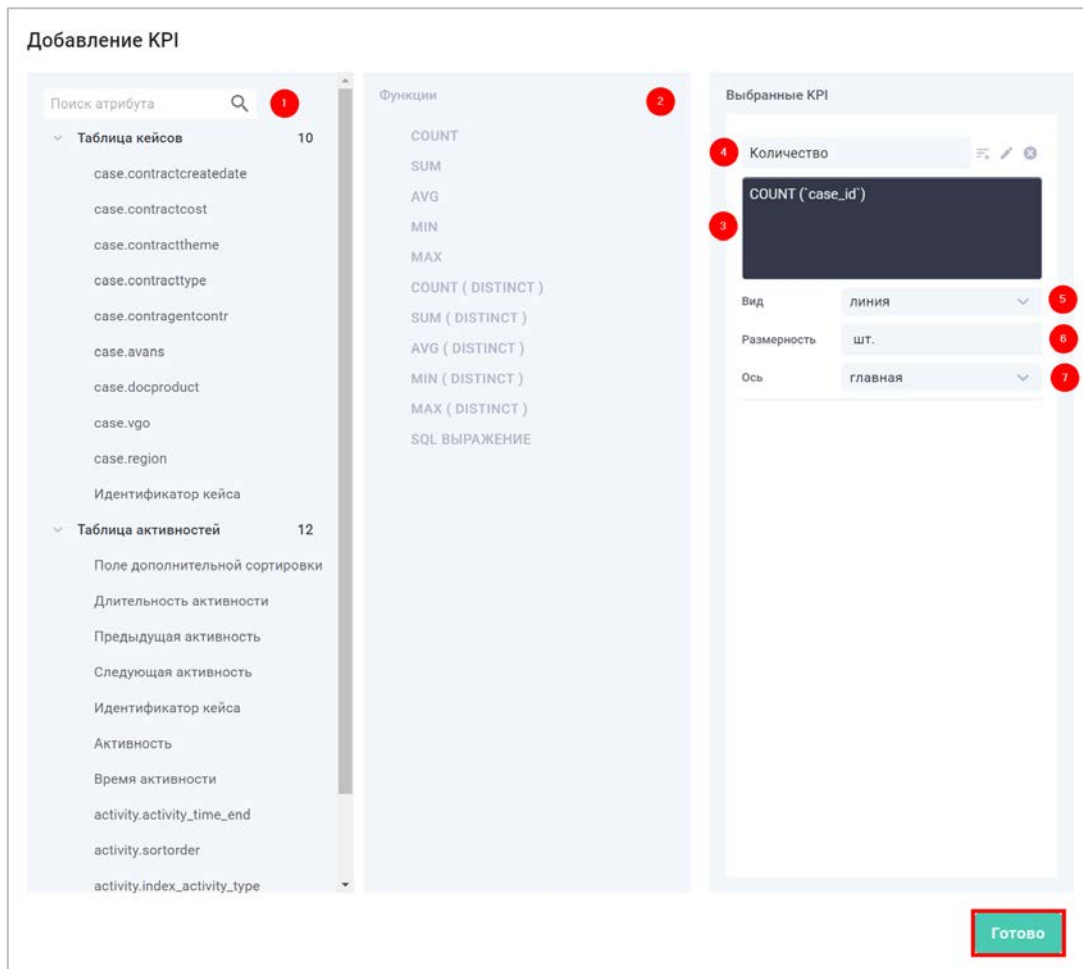 Добавление KPI
Поиск атрибута
1
Таблица кейсов 10
case.contractcreatedate
case.contractcost
case.contracttheme
case.contracttype
case.contragentcontr
case.avans
case.docproduct
case.vgo
case.region
Идентификатор кейса
Таблица активностей 12
Поле дополнительной сортировки
Длительность активности
Предыдущая активность
Следующая активность
Идентификатор кейса
Активность
Время активности
activity.activity_time_end
activity.sortorder
activity.index_activity_type
Функции
2
COUNT
SUM
AVG
MIN
MAX
COUNT ( DISTINCT )
SUM ( DISTINCT )
AVG ( DISTINCT )
MIN ( DISTINCT )
MAX ( DISTINCT )
SQL ВЫРАЖЕНИЕ
Выбранные KPI
4 Количество
COUNT (`case_id`)
3
Вид линия 5
Размерность шт. 6
Ось главная 7
Готово